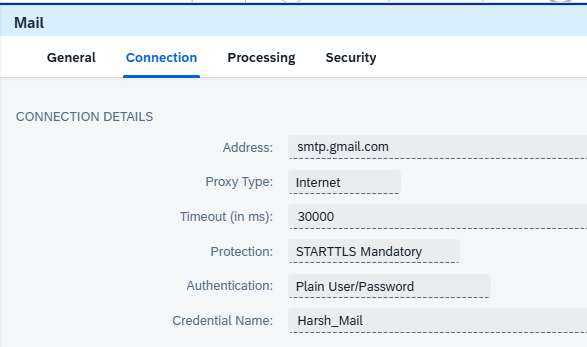 Mail
General Connection Processing Security
CONNECTION DETAILS
Address: smtp.gmail.com
Proxy Type: Internet
Timeout (in ms): 30000
Protection: STARTTLS Mandatory
Authentication: Plain User/Password
Credential Name: Harsh_Mail